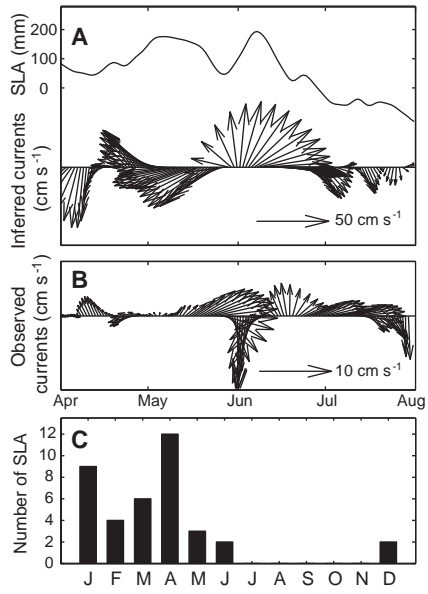 A
SLA (mm)
200
100
0
Inferred currents
(cm s⁻¹)
50 cm s⁻¹
B
Observed
currents (cm s⁻¹)
10 cm s⁻¹
Apr May Jun Jul Aug
C
Number of SLA
12
10
8
6
4
2
0
J F M A M J J A S O N D